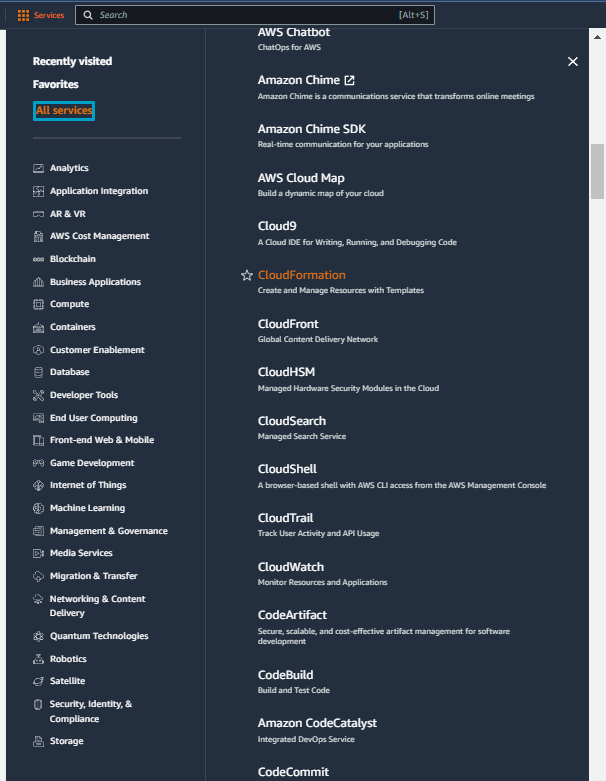 Services
Search
[Alt+S]
Recently visited
Favorites
All services
Analytics
Application Integration
AR & VR
AWS Cost Management
Blockchain
Business Applications
Compute
Containers
Customer Enablement
Database
Developer Tools
End User Computing
Front-end Web & Mobile
Game Development
Internet of Things
Machine Learning
Management & Governance
Media Services
Migration & Transfer
Networking & Content
Delivery
Quantum Technologies
Robotics
Satellite
Security, Identity, &
Compliance
Storage
AWS Chatbot
ChatOps for AWS
Amazon Chime
Amazon Chime is a communications service that transforms online meetings
Amazon Chime SDK
Real-time communication for your applications
AWS Cloud Map
Build a dynamic map of your cloud
Cloud9
A Cloud IDE for Writing, Running, and Debugging Code
CloudFormation
Create and Manage Resources with Templates
CloudFront
Global Content Delivery Network
CloudHSM
Managed Hardware Security Modules in the Cloud
CloudSearch
Managed Search Service
CloudShell
A browser-based shell with AWS CLI access from the AWS Management Console
CloudTrail
Track User Activity and API Usage
CloudWatch
Monitor Resources and Applications
CodeArtifact
Secure, scalable, and cost-effective artifact management for software
development
CodeBuild
Build and Test Code
Amazon CodeCatalyst
Integrated DevOps Service
CodeCommit